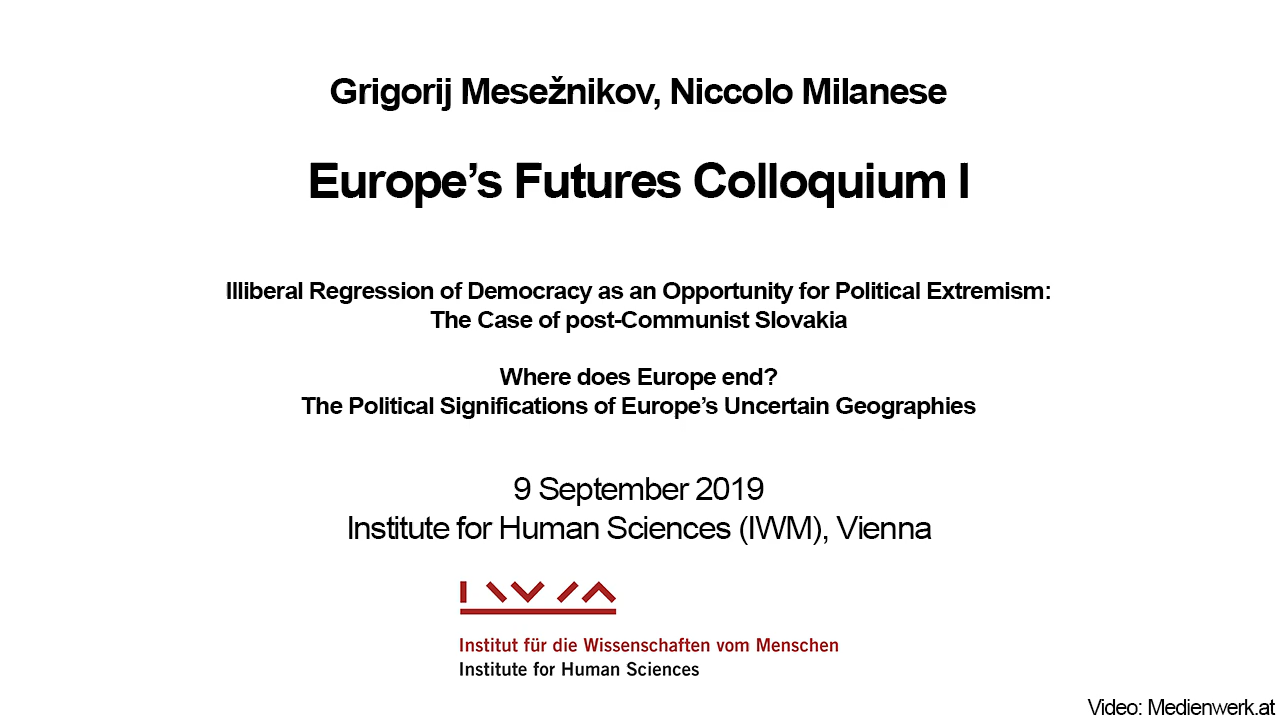 Grigorij Mesežnikov, Niccolo Milanese
Europe’s Futures Colloquium I
Illiberal Regression of Democracy as an Opportunity for Political Extremism:
The Case of post-Communist Slovakia
Where does Europe end?
The Political Significations of Europe’s Uncertain Geographies
9 September 2019
Institute for Human Sciences (IWM), Vienna
Institut für die Wissenschaften vom Menschen
Institute for Human Sciences
Video: Medienwerk.at